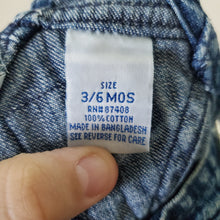 SIZE
3/6 MOS
RN# 87408
100% COTTON
MADE IN BANGLADESH
SEE REVERSE FOR CARE